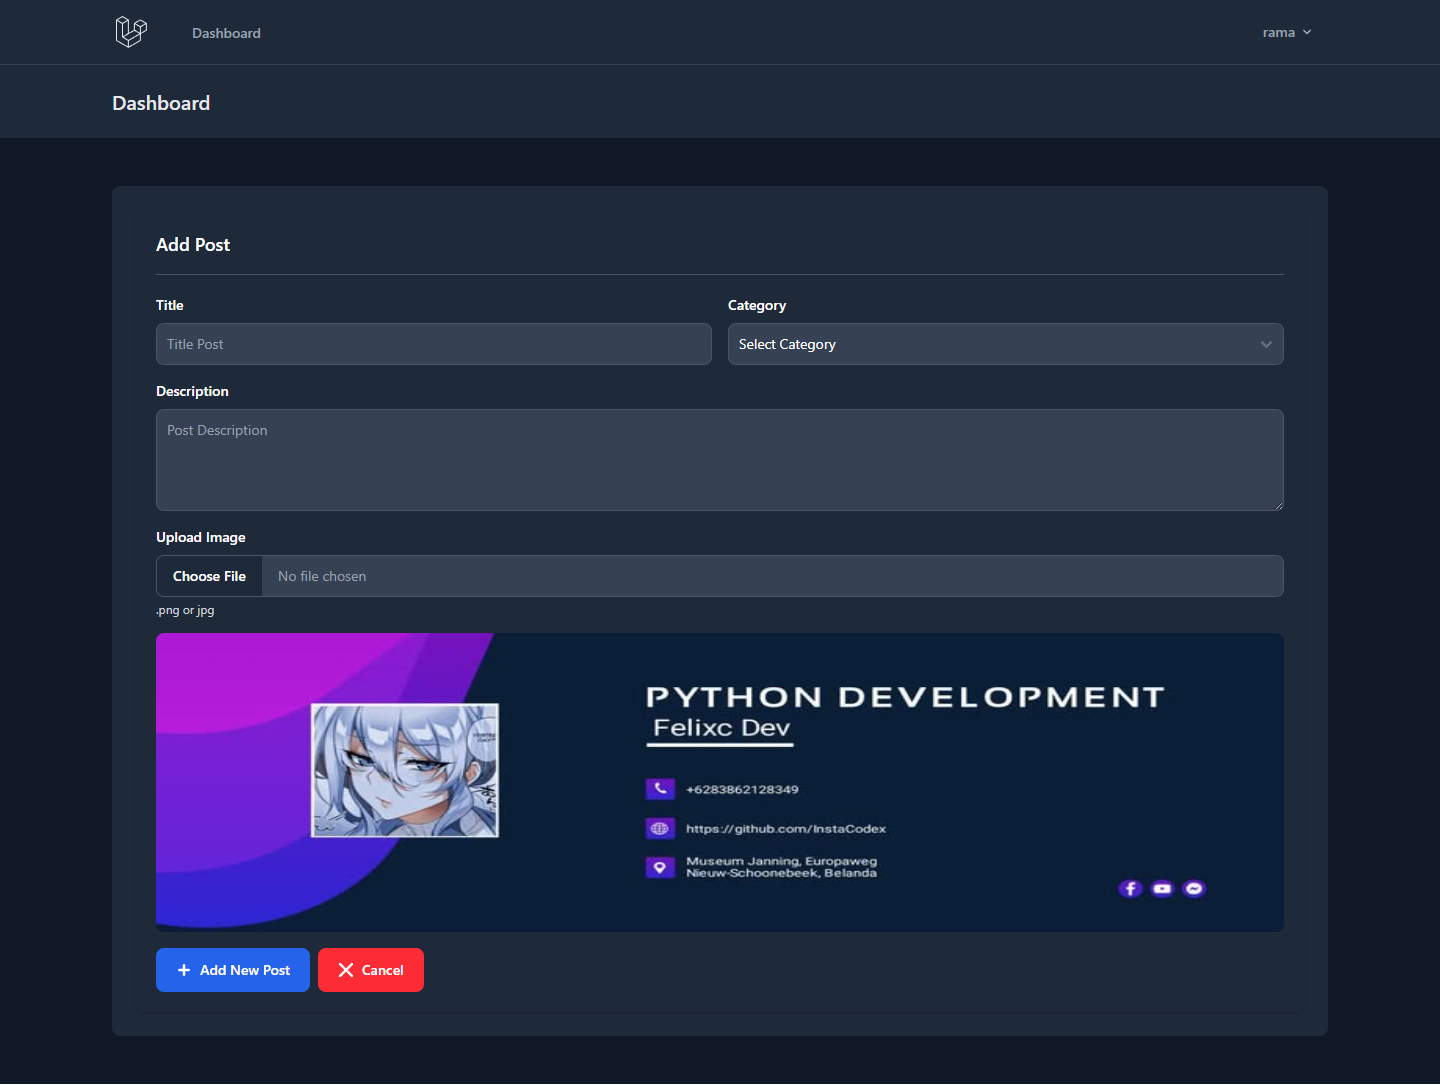 Dashboard
rama
Dashboard
Add Post
Title
Category
Title Post
Select Category
Description
Post Description
Upload Image
Choose File
No file chosen
.png or jpg
PYTHON DEVELOPMENT
Felixc Dev
+6283862128349
https://github.com/InstaCodex
Museum Janning, Europaweg
Nieuw-Schoonebeek, Belanda
Add New Post
Cancel